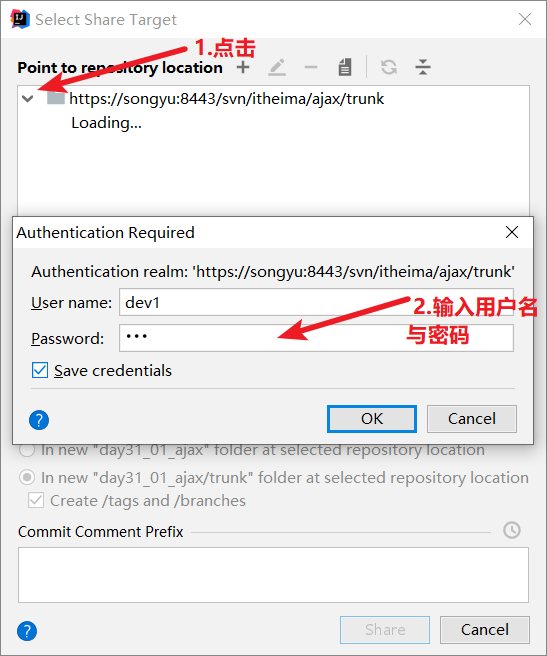 Select Share Target
1.点击
Point to repository location
https://songyu:8443/svn/itheima/ajax/trunk
Loading...
Authentication Required
Authentication realm: 'https://songyu:8443/svn/itheima/ajax/trunk'
User name: dev1
2.输入用户名
与密码
Password: •••
Save credentials
? OK Cancel
In new "day31_01_ajax" folder at selected repository location
In new "day31_01_ajax/trunk" folder at selected repository location
Create /tags and /branches
Commit Comment Prefix
? Share Cancel